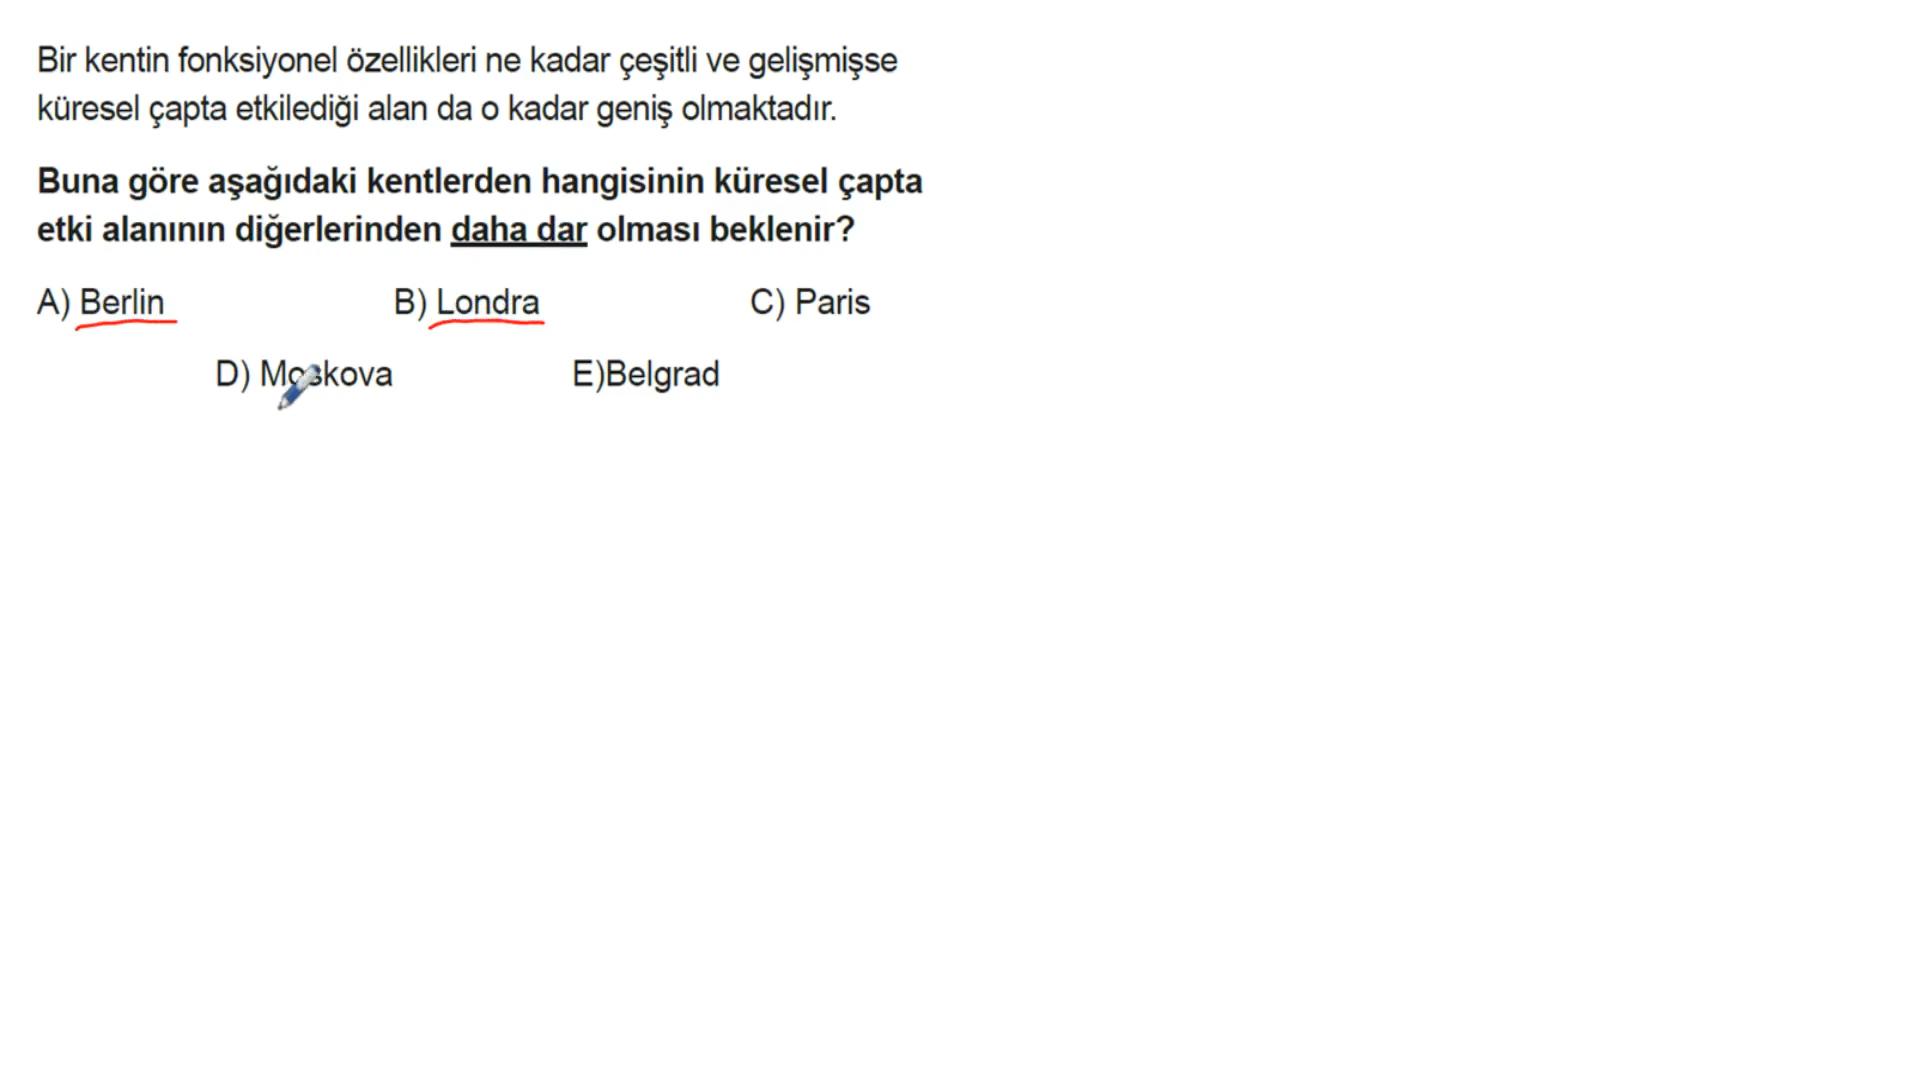 Bir kentin fonksiyonel özellikleri ne kadar çeşitli ve gelişmişse
küresel çapta etkilediği alan da o kadar geniş olmaktadır.
Buna göre aşağıdaki kentlerden hangisinin küresel çapta
etki alanının diğerlerinden daha dar olması beklenir?
A) Berlin B) Londra C) Paris
D) Moskova E)Belgrad